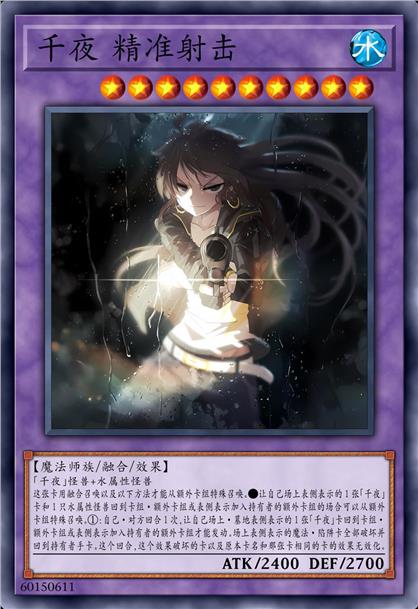 千夜 精准射击
水
【魔法师族/融合/效果】
「千夜」怪兽+水属性怪兽
这张卡用融合召唤以及以下方法才能从额外卡组特殊召唤。●让自己场上表侧表示的1张「千夜」
卡和1只水属性怪兽回到卡组·额外卡组或表侧表示加入持有者的额外卡组的场合可以从额
外卡组特殊召唤。①:自己·对方回合1次,让自己场上·墓地表侧表示的1张「千夜」卡回到卡组·
额外卡组或表侧表示加入持有者的额外卡组才能发动。场上表侧表示的魔法·陷阱卡全部破坏并
回到持有者手卡。这个回合,这个效果破坏的卡以及原本卡名和那张卡相同的卡的效果无效化。
ATK/2400 DEF/2700
60150611